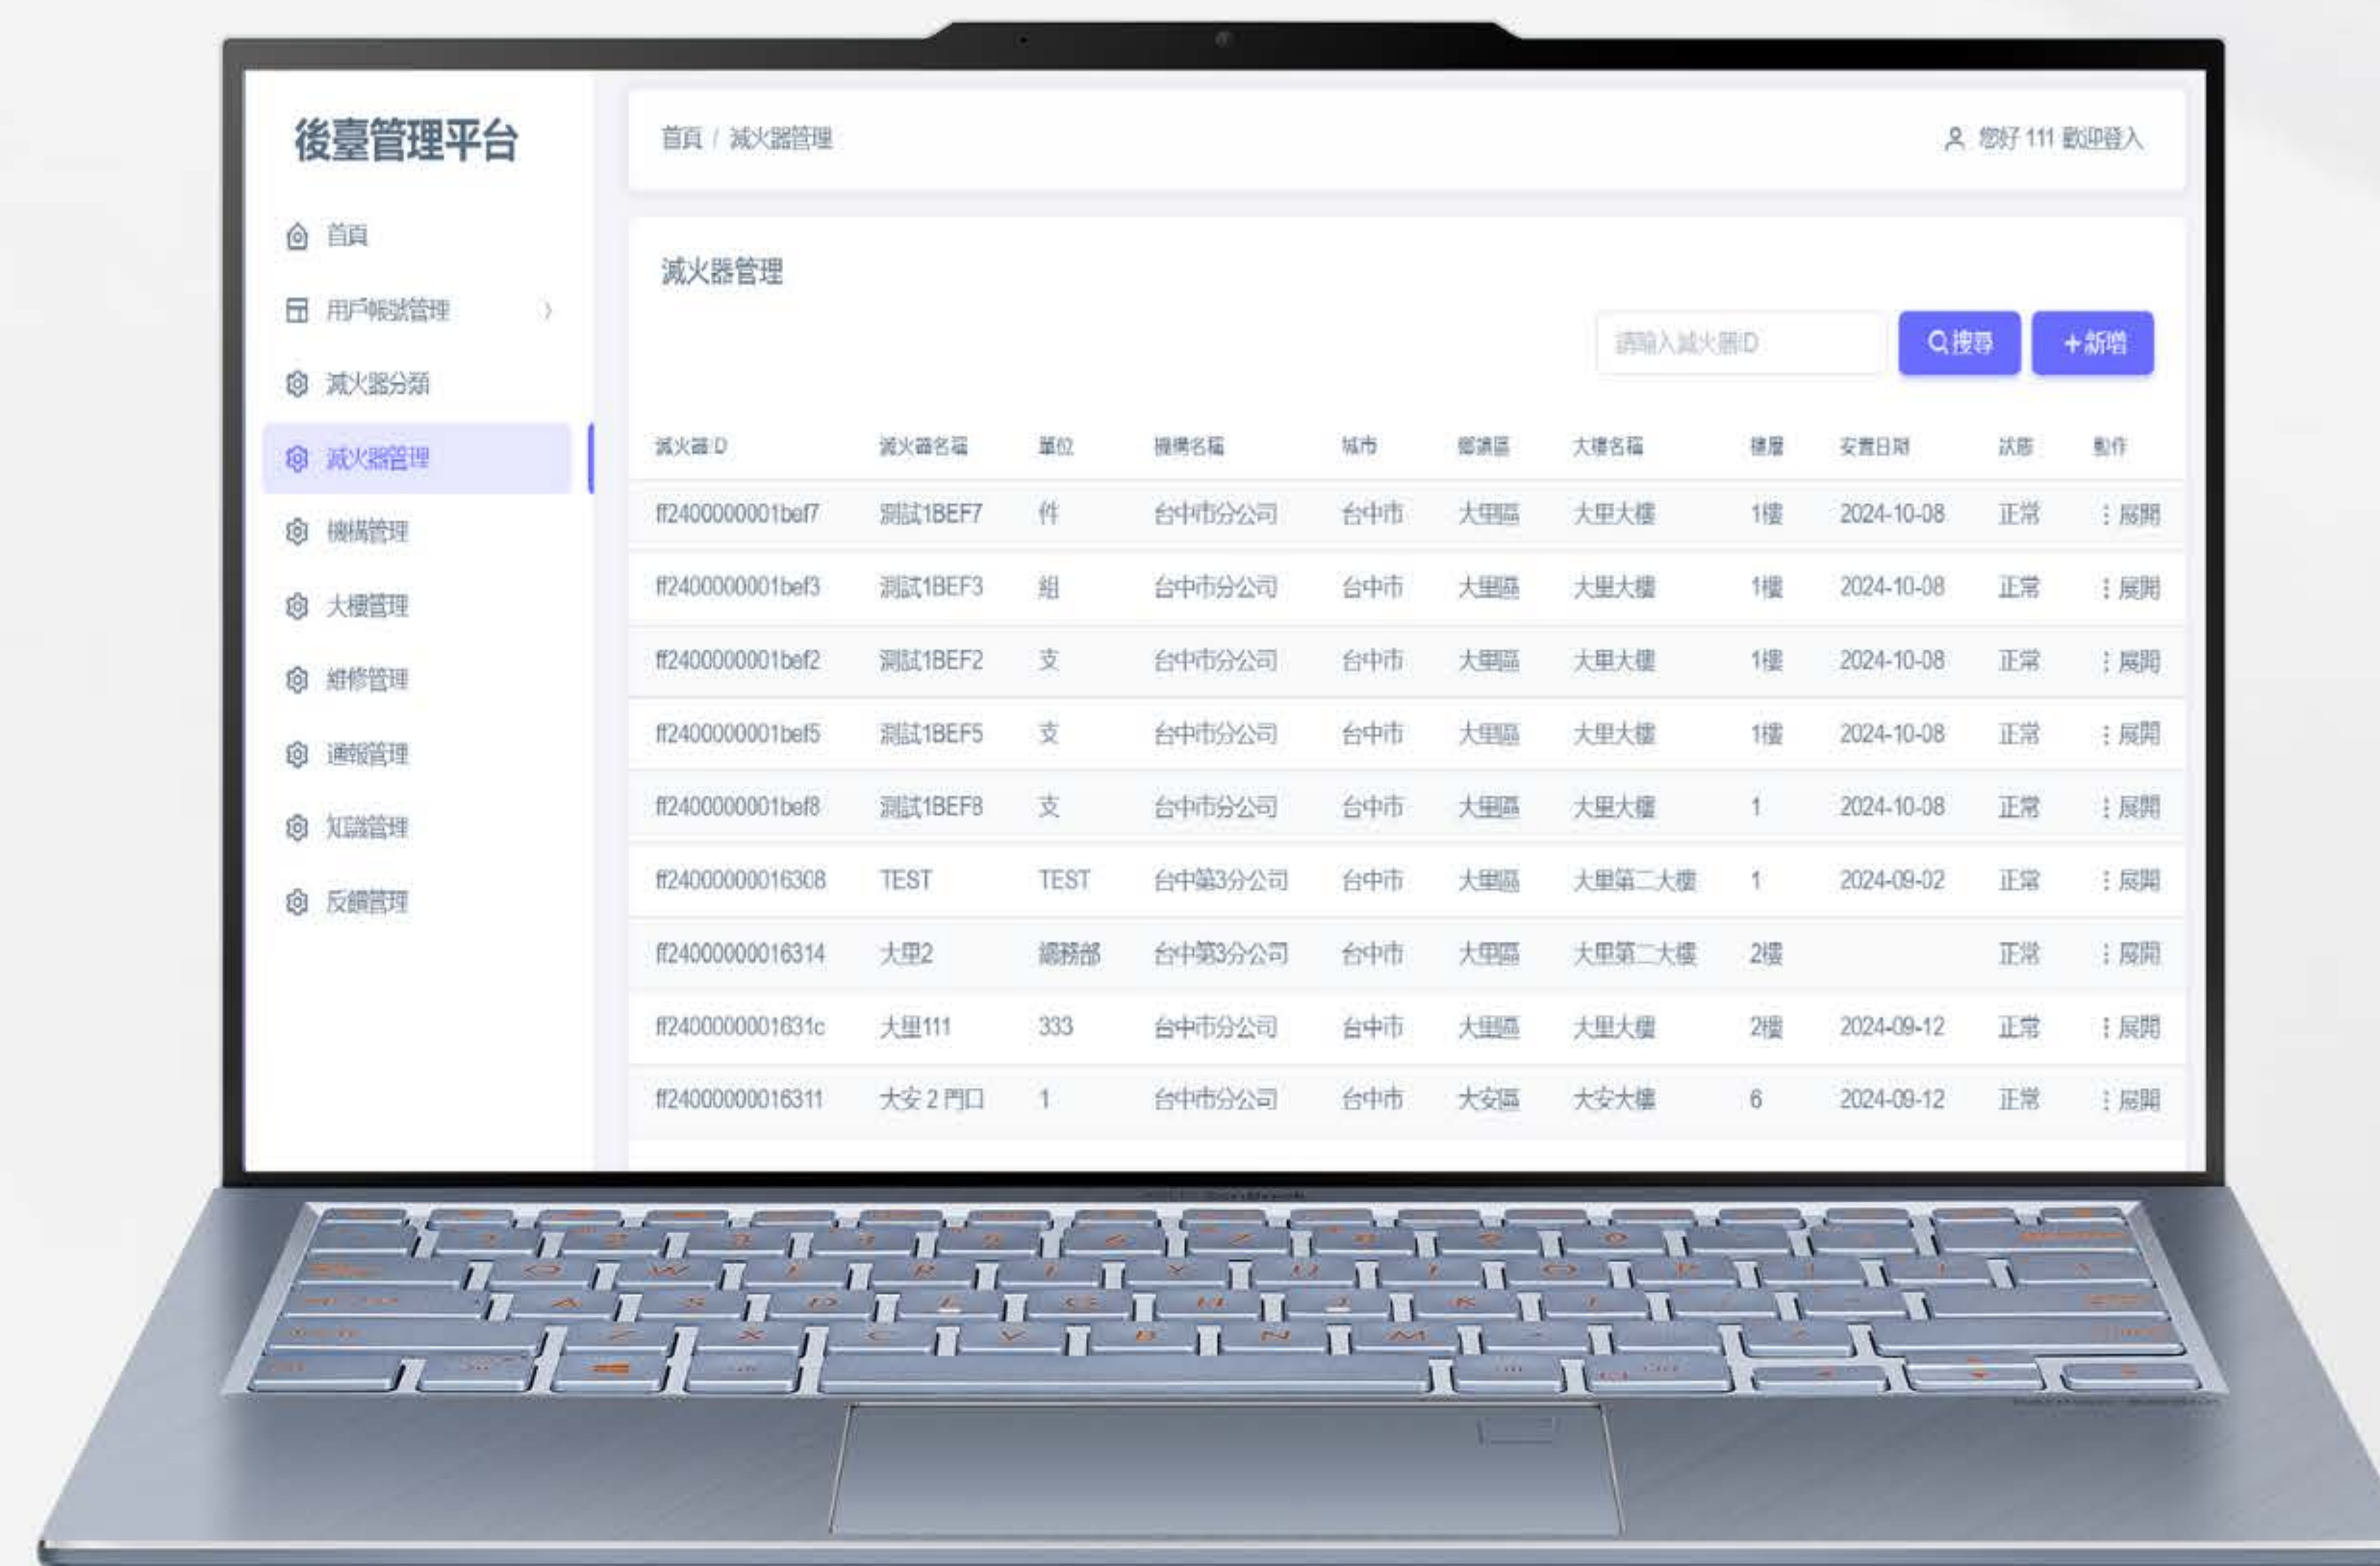 後臺管理平台
首頁
用戶帳號管理
滅火器分類
滅火器管理
機構管理
大樓管理
維修管理
通報管理
知識管理
反饋管理
首頁 / 滅火器管理
您好 111 歡迎登入
滅火器管理
請輸入滅火器ID 搜尋 +新增
滅火器ID 滅火器名稱 單位 機構名稱 城市 鄉鎮區 大樓名稱 樓層 安置日期 狀態 動作
ff2400000001bef7 測試1BEF7 件 台中市分公司 台中市 大里區 大里大樓 1樓 2024-10-08 正常 ⋮展開
ff2400000001bef3 測試1BEF3 組 台中市分公司 台中市 大里區 大里大樓 1樓 2024-10-08 正常 ⋮展開
ff2400000001bef2 測試1BEF2 支 台中市分公司 台中市 大里區 大里大樓 1樓 2024-10-08 正常 ⋮展開
ff2400000001bef5 測試1BEF5 支 台中市分公司 台中市 大里區 大里大樓 1樓 2024-10-08 正常 ⋮展開
ff2400000001bef8 測試1BEF8 支 台中市分公司 台中市 大里區 大里大樓 1 2024-10-08 正常 ⋮展開
ff24000000016308 TEST TEST 台中第3分公司 台中市 大里區 大里第二大樓 1 2024-09-02 正常 ⋮展開
ff24000000016314 大里2 總務部 台中第3分公司 台中市 大里區 大里第二大樓 2樓 正常 ⋮展開
ff2400000001631c 大里111 333 台中市分公司 台中市 大里區 大里大樓 2樓 2024-09-12 正常 ⋮展開
ff24000000016311 大安 2 門口 1 台中市分公司 台中市 大安區 大安大樓 6 2024-09-12 正常 ⋮展開